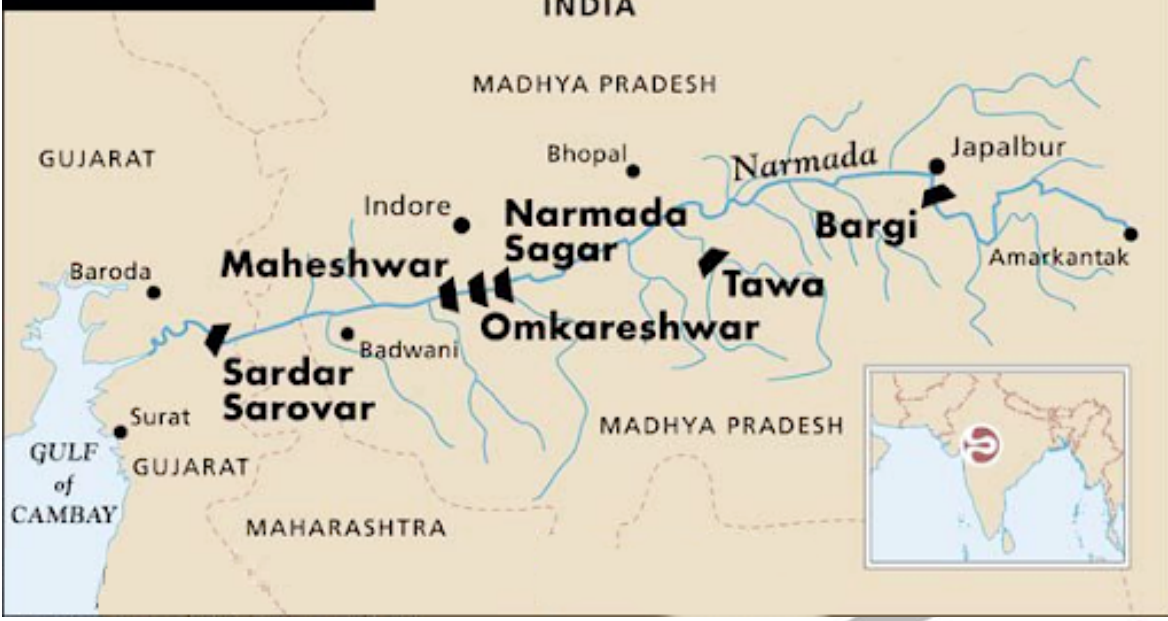 INDIA
MADHYA PRADESH
GUJARAT
Bhopal
Narmada
Japalbur
Indore
Narmada
Sagar
Bargi
Amarkantak
Maheshwar
Baroda
Tawa
Omkareshwar
Badwani
Sardar
Sarovar
Surat
MADHYA PRADESH
GULF
of
CAMBAY
GUJARAT
MAHARASHTRA